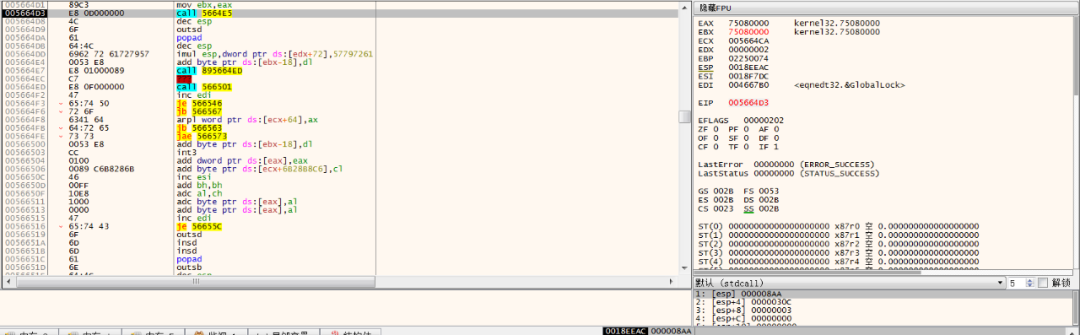 005664D1 89C3 mov ebx,eax
005664D3 E8 0D000000 call 5664E5
005664D8 4C dec esp
005664D9 6F outsd
005664DA 61 popad
005664DB 64:4C dec esp
005664DD 6962 72 61727957 imul esp,dword ptr ds:[edx+72],57797261
005664E4 0053 E8 add byte ptr ds:[ebx-18],dl
005664E7 E8 01000089 call 895664ED
005664EC C7
005664ED E8 0F000000 call 566501
005664F2 47 inc edi
005664F3 65:74 50 je 566546
005664F6 72 6F jb 566567
005664F8 6341 64 arpl word ptr ds:[ecx+64],ax
005664FB 64:72 65 jb 566563
005664FE 73 73 jae 566573
00566500 0053 E8 add byte ptr ds:[ebx-18],dl
00566503 CC int3
00566504 0100 add dword ptr ds:[eax],eax
00566506 0089 C6B8286B add byte ptr ds:[ecx+6B28B8C6],cl
0056650C 46 inc esi
0056650D 00FF add bh,bh
0056650F 10E8 adc al,ch
00566511 1000 adc byte ptr ds:[eax],al
00566513 0000 add byte ptr ds:[eax],al
00566515 47 inc edi
00566516 65:74 43 je 56655C
00566519 6F outsd
0056651A 6D insd
0056651B 6D insd
0056651C 61 popad
0056651D 6E outsb
隐藏FPU
EAX 75080000 kernel32.75080000
EBX 75080000 kernel32.75080000
ECX 005664CA
EDX 00000002
EBP 02250074
ESP 0018EEAC
ESI 0018F7DC
EDI 004667B0 <eqnedt32.&GlobalLock>
EIP 005664D3
EFLAGS 00000202
ZF 0 PF 0 AF 0
OF 0 SF 0 DF 0
CF 0 TF 0 IF 1
LastError 00000000 (ERROR_SUCCESS)
LastStatus 00000000 (STATUS_SUCCESS)
GS 002B FS 0053
ES 002B DS 002B
CS 0023 SS 002B
ST(0) 00000000000000000000 x87r0 空 0.000000000000000000
ST(1) 00000000000000000000 x87r1 空 0.000000000000000000
ST(2) 00000000000000000000 x87r2 空 0.000000000000000000
ST(3) 00000000000000000000 x87r3 空 0.000000000000000000
ST(4) 00000000000000000000 x87r4 空 0.000000000000000000
默认 (stdcall) 5 解锁
1: [esp] 000008AA
2: [esp+4] 0000030C
3: [esp+8] 00000003
4: [esp+C] 00000000
0018EEAC 000008AA